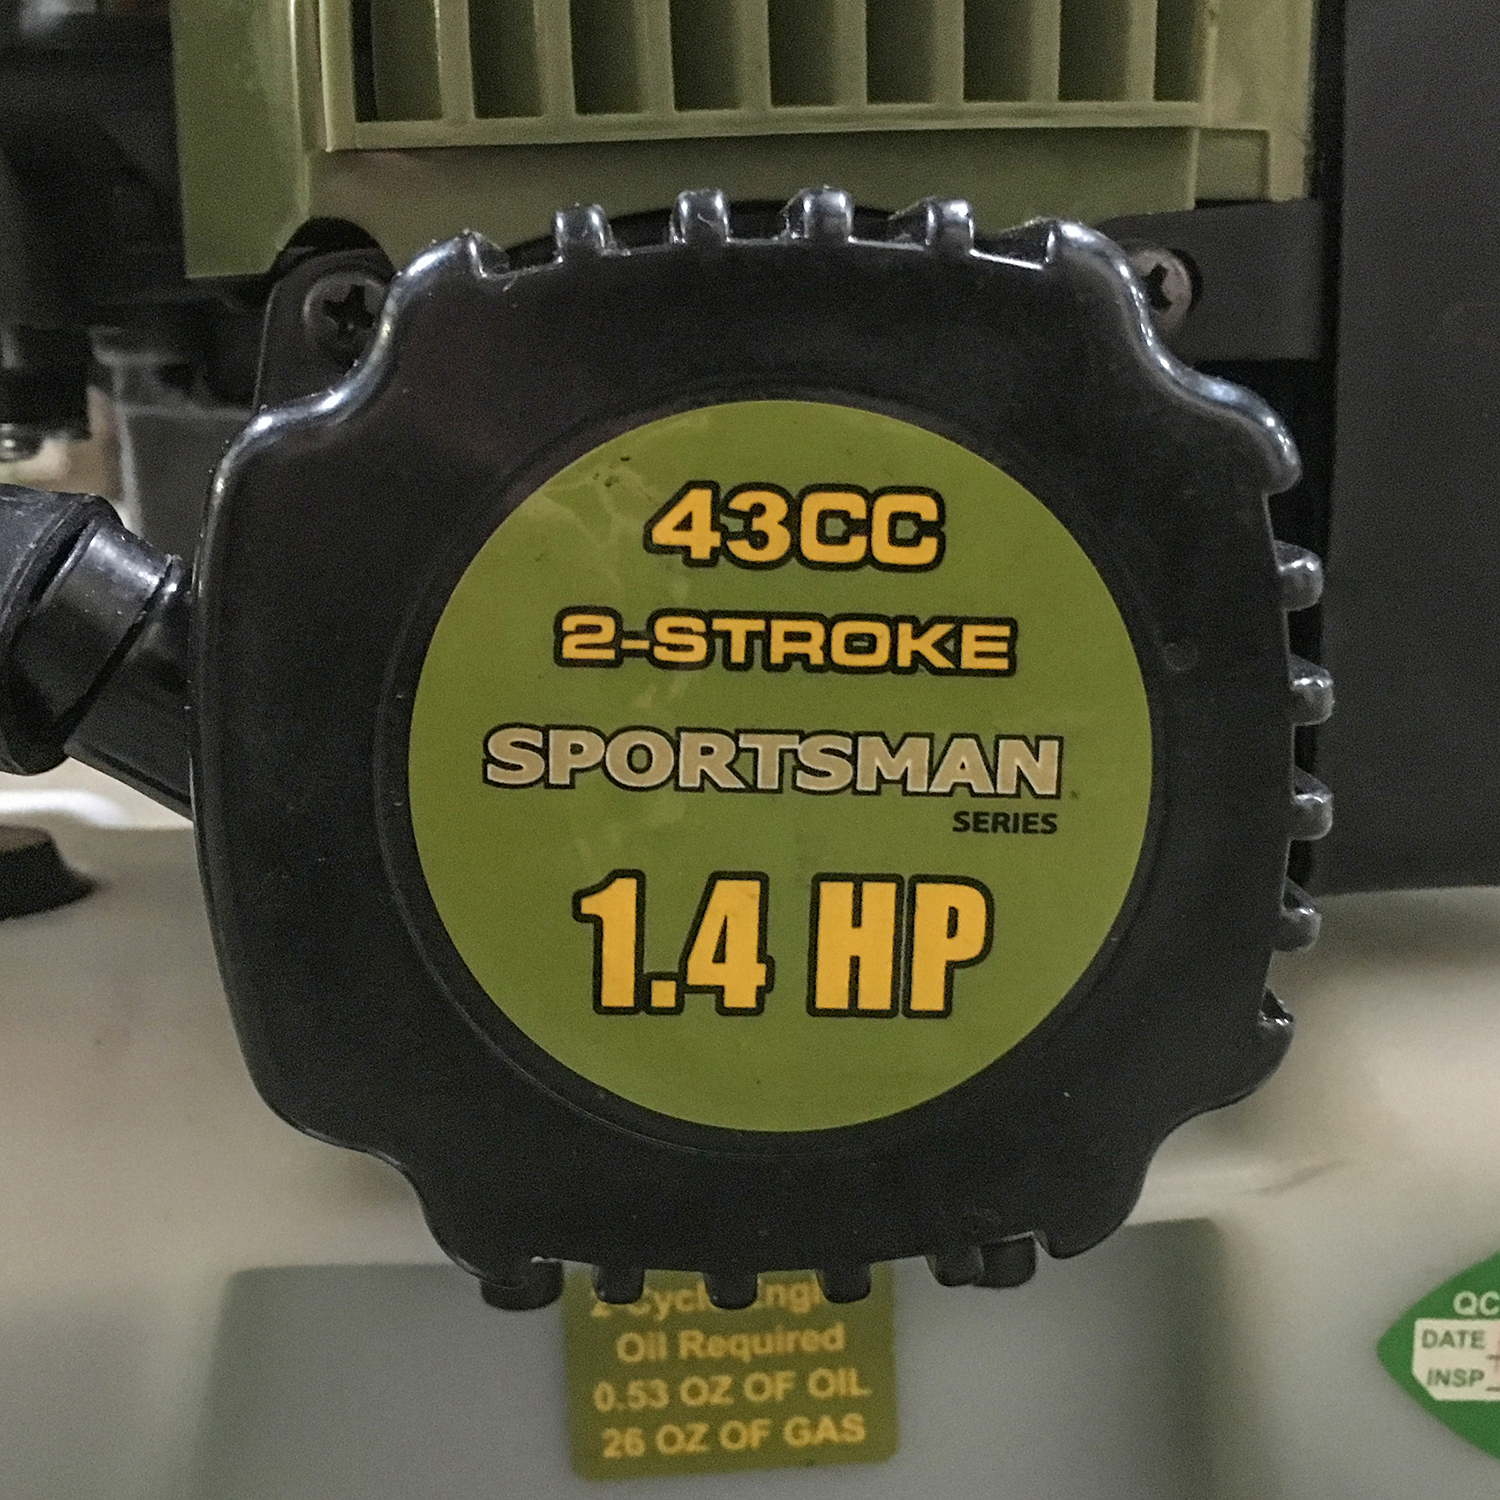 43CC
2-STROKE
SPORTSMAN
SERIES
1.4 HP
Oil Required
0.53 OZ OF OIL
26 OZ OF GAS
QC
DATE
INSP